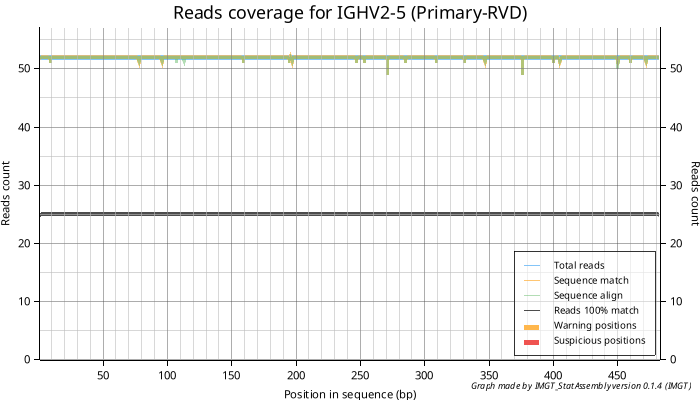 Reads coverage for IGHV2-5 (Primary-RVD)
Reads count
Reads count
50
40
30
20
10
0
50
40
30
20
10
0
Total reads
Sequence match
Sequence align
Reads 100% match
Warning positions
Suspicious positions
50 100 150 200 250 300 350 400 450
Position in sequence (bp)
Graph made by IMGT_StatAssembly version 0.1.4 (IMGT)